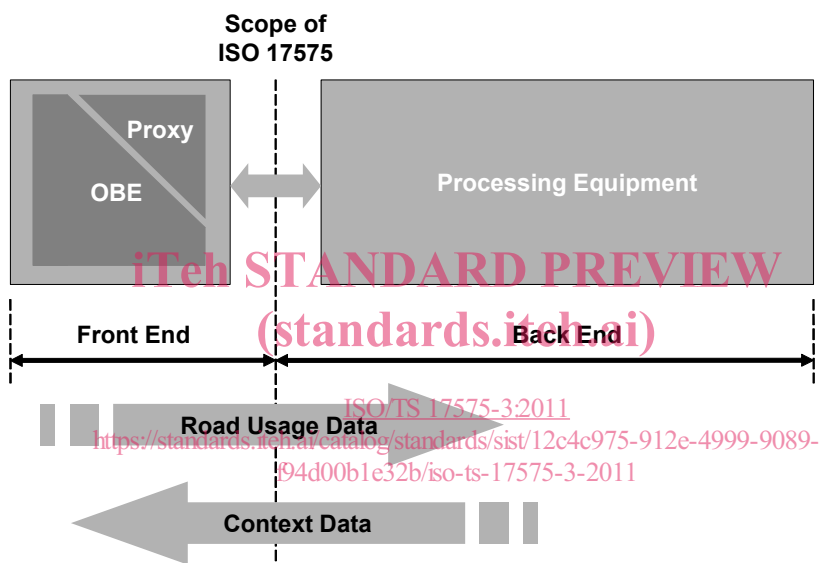 Scope of
ISO 17575
Proxy
OBE
Processing Equipment
iTeh STANDARD PREVIEW
(standards.iteh.ai)
Front End
Back End
ISO/TS 17575-3:2011
Road Usage Data
https://standards.iteh.ai/catalog/standards/sist/12c4c975-912e-4999-9089-
f94d00b1e32b/iso-ts-17575-3-2011
Context Data